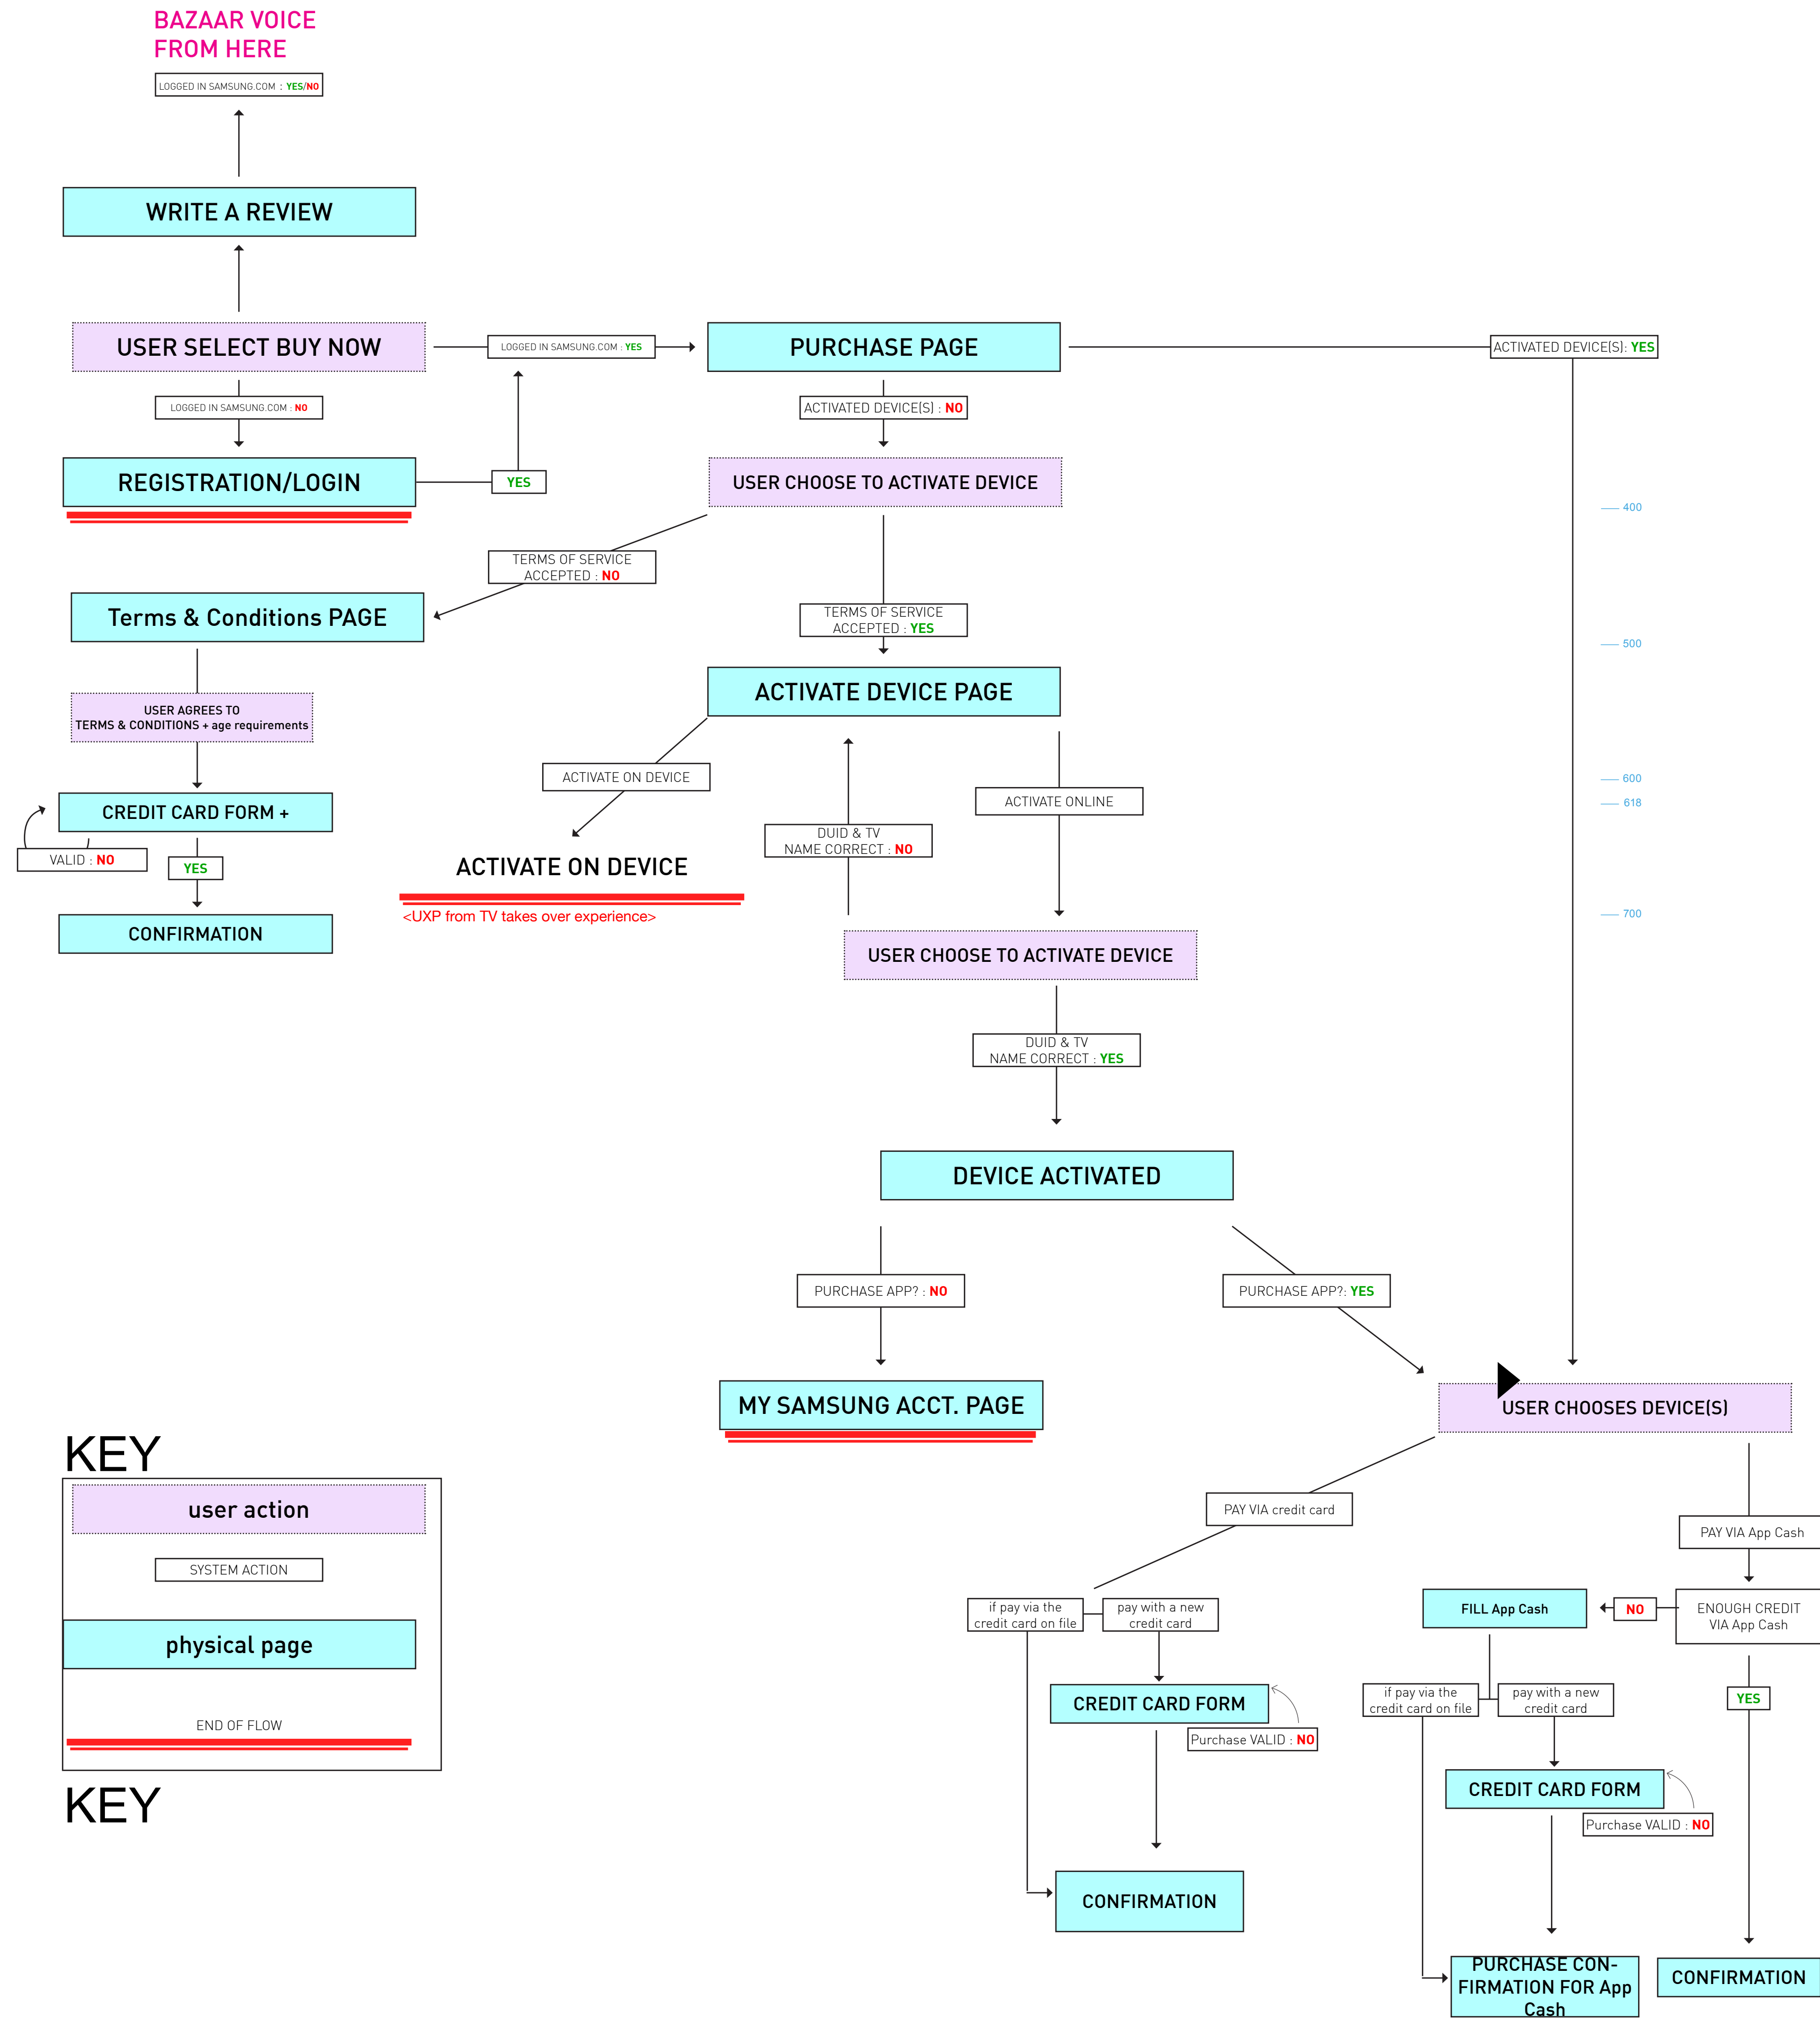 BAZAAR VOICE
FROM HERE
LOGGED IN SAMSUNG.COM : YES/NO
WRITE A REVIEW
USER SELECT BUY NOW
LOGGED IN SAMSUNG.COM : YES
PURCHASE PAGE
ACTIVATED DEVICE(S): YES
LOGGED IN SAMSUNG.COM : NO
ACTIVATED DEVICE(S) : NO
REGISTRATION/LOGIN
YES
USER CHOOSE TO ACTIVATE DEVICE
400
TERMS OF SERVICE
ACCEPTED : NO
Terms & Conditions PAGE
TERMS OF SERVICE
ACCEPTED : YES
500
ACTIVATE DEVICE PAGE
USER AGREES TO
TERMS & CONDITIONS + age requirements
ACTIVATE ON DEVICE
600
ACTIVATE ONLINE
618
CREDIT CARD FORM +
DUID & TV
NAME CORRECT : NO
VALID : NO
YES
ACTIVATE ON DEVICE
<UXP from TV takes over experience>
700
CONFIRMATION
USER CHOOSE TO ACTIVATE DEVICE
DUID & TV
NAME CORRECT : YES
DEVICE ACTIVATED
PURCHASE APP? : NO
PURCHASE APP?: YES
MY SAMSUNG ACCT. PAGE
USER CHOOSES DEVICE(S)
KEY
user action
SYSTEM ACTION
physical page
END OF FLOW
KEY
PAY VIA credit card
PAY VIA App Cash
if pay via the
credit card on file
pay with a new
credit card
FILL App Cash
NO
ENOUGH CREDIT
VIA App Cash
CREDIT CARD FORM
Purchase VALID : NO
if pay via the
credit card on file
pay with a new
credit card
YES
CREDIT CARD FORM
Purchase VALID : NO
CONFIRMATION
PURCHASE CON-
FIRMATION FOR App
Cash
CONFIRMATION